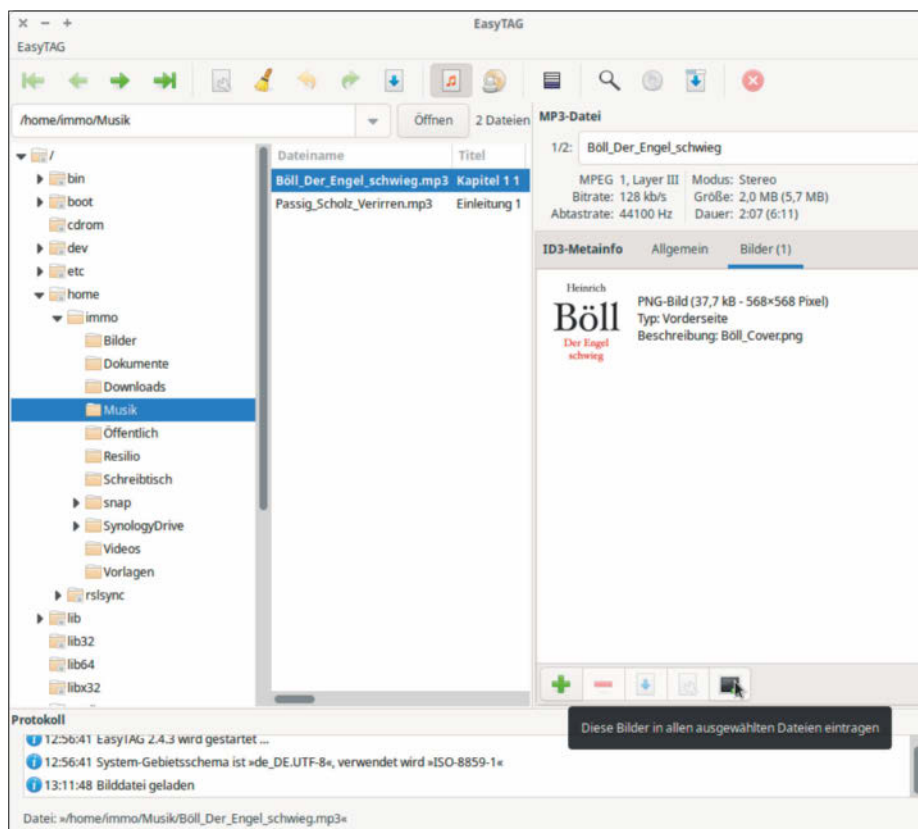 EasyTAG
EasyTAG
/home/immo/Musik
Öffnen
2 Dateien
/
bin
boot
cdrom
dev
etc
home
immo
Bilder
Dokumente
Downloads
Musik
Öffentlich
Resilio
Schreibtisch
snap
SynologyDrive
Videos
Vorlagen
rslsync
lib
lib32
lib64
libx32
Dateiname Titel
Böll_Der_Engel_schwieg.mp3 Kapitel 1 1
Passig_Scholz_Verirren.mp3 Einleitung 1
MP3-Datei
1/2: Böll_Der_Engel_schwieg
MPEG 1, Layer III Modus: Stereo
Bitrate: 128 kb/s Größe: 2,0 MB (5,7 MB)
Abtastrate: 44100 Hz Dauer: 2:07 (6:11)
ID3-Metainfo Allgemein Bilder (1)
Heinrich
Böll
Der Engel
schwieg
PNG-Bild (37,7 kB - 568×568 Pixel)
Typ: Vorderseite
Beschreibung: Böll_Cover.png
Diese Bilder in allen ausgewählten Dateien eintragen
Protokoll
12:56:41 EasyTAG 2.4.3 wird gestartet ...
12:56:41 System-Gebietsschema ist »de_DE.UTF-8«, verwendet wird »ISO-8859-1«
13:11:48 Bilddatei geladen
Datei: »/home/immo/Musik/Böll_Der_Engel_schwieg.mp3«